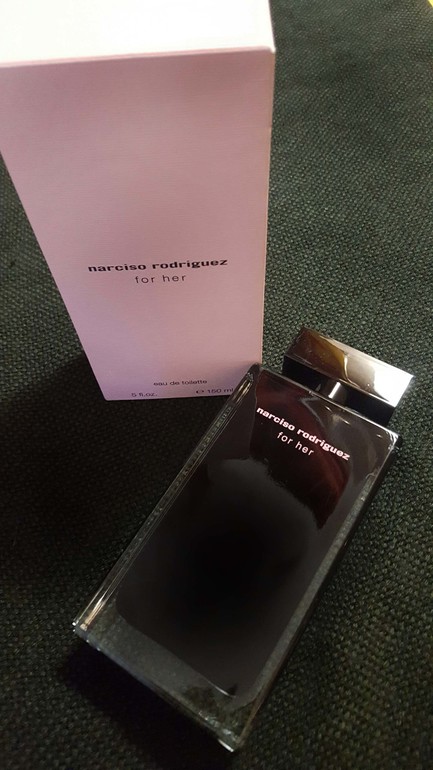 narciso rodriguez
for her
eau de toilette
5 fl.oz. e 150 ml
narciso rodriguez
for her